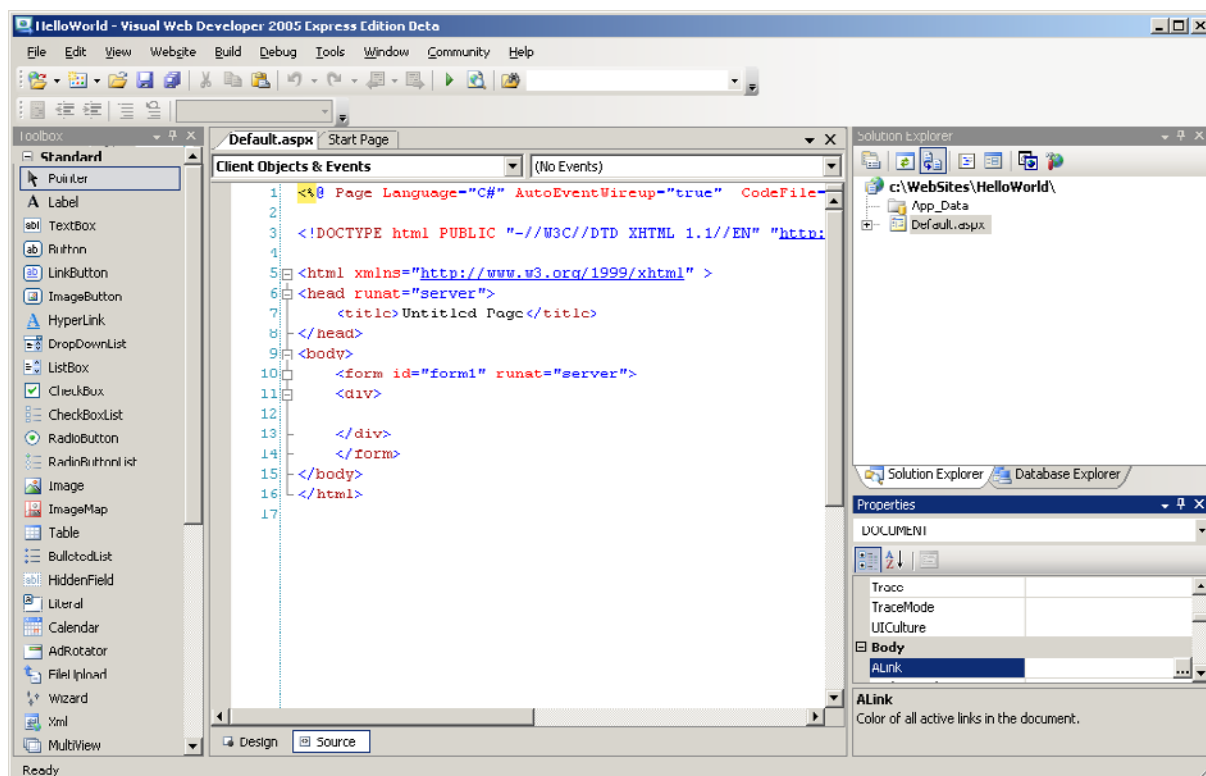 HelloWorld - Visual Web Developer 2005 Express Edition Beta
File Edit View Website Build Debug Tools Window Community Help
Toolbox
Standard
Pointer
Label
TextBox
Button
LinkButton
ImageButton
HyperLink
DropDownList
ListBox
CheckBox
CheckBoxList
RadioButton
RadioButtonList
Image
ImageMap
Table
BulletedList
HiddenField
Literal
Calendar
AdRotator
FileUpload
Wizard
Xml
MultiView
Default.aspx Start Page
Client Objects & Events (No Events)
1 <%@ Page Language="C#" AutoEventWireup="true" CodeFile=
2
3 <!DOCTYPE html PUBLIC "-//W3C//DTD XHTML 1.1//EN" "http:
4
5 <html xmlns="http://www.w3.org/1999/xhtml" >
6 <head runat="server">
7 <title>Untitled Page</title>
8 </head>
9 <body>
10 <form id="form1" runat="server">
11 <div>
12
13 </div>
14 </form>
15 </body>
16 </html>
17
Design Source
Solution Explorer
c:\WebSites\HelloWorld\
App_Data
Default.aspx
Solution Explorer Database Explorer
Properties
DOCUMENT
Trace
TraceMode
UICulture
Body
ALink
ALink
Color of all active links in the document.
Ready